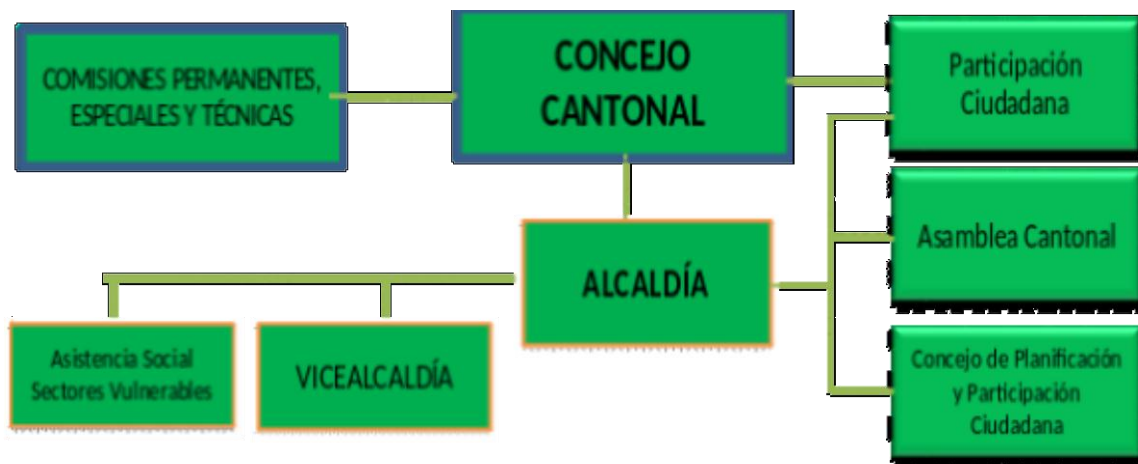 COMISIONES PERMANENTES,
ESPECIALES Y TÉCNICAS
CONCEJO
CANTONAL
Participación
Ciudadana
Asamblea Cantonal
ALCALDÍA
Asistencia Social
Sectores Vulnerables
VICEALCALDÍA
Concejo de Planificación
y Participación
Ciudadana